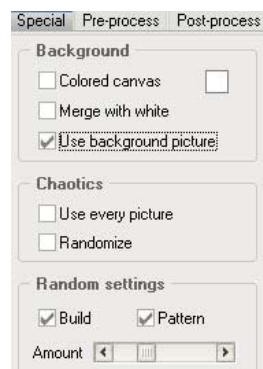 Special Pre-process Post-process
Background
Colored canvas
Merge with white
Use background picture
Chaotics
Use every picture
Randomize
Random settings
Build Pattern
Amount